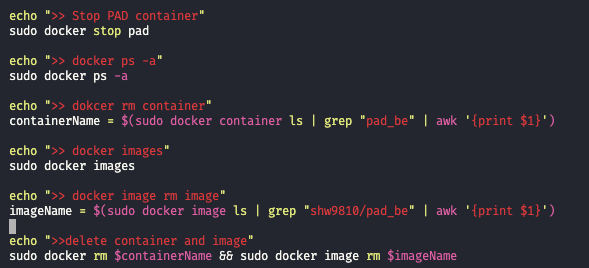 echo ">> Stop PAD container"
sudo docker stop pad
echo ">> docker ps -a"
sudo docker ps -a
echo ">> dokcer rm container"
containerName = $(sudo docker container ls | grep "pad_be" | awk '{print $1}')
echo ">> docker images"
sudo docker images
echo ">> docker image rm image"
imageName = $(sudo docker image ls | grep "shw9810/pad_be" | awk '{print $1}')
echo ">>delete container and image"
sudo docker rm $containerName && sudo docker image rm $imageName